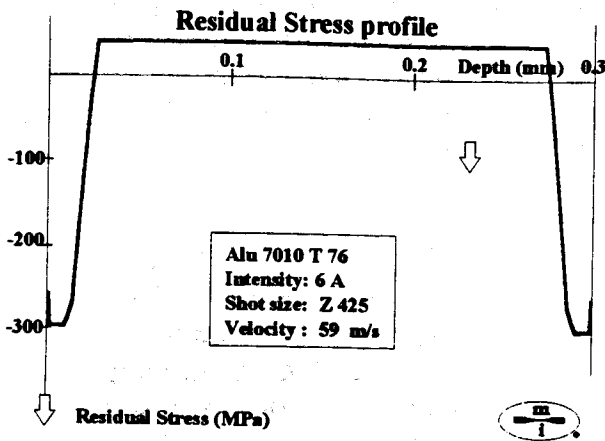 Residual Stress profile
0.1
0.2
Depth (mm)
0.3
-100
-200
-300
Alu 7010 T 76
Intensity: 6 A
Shot size: Z 425
Velocity : 59 m/s
Residual Stress (MPa)
m
i